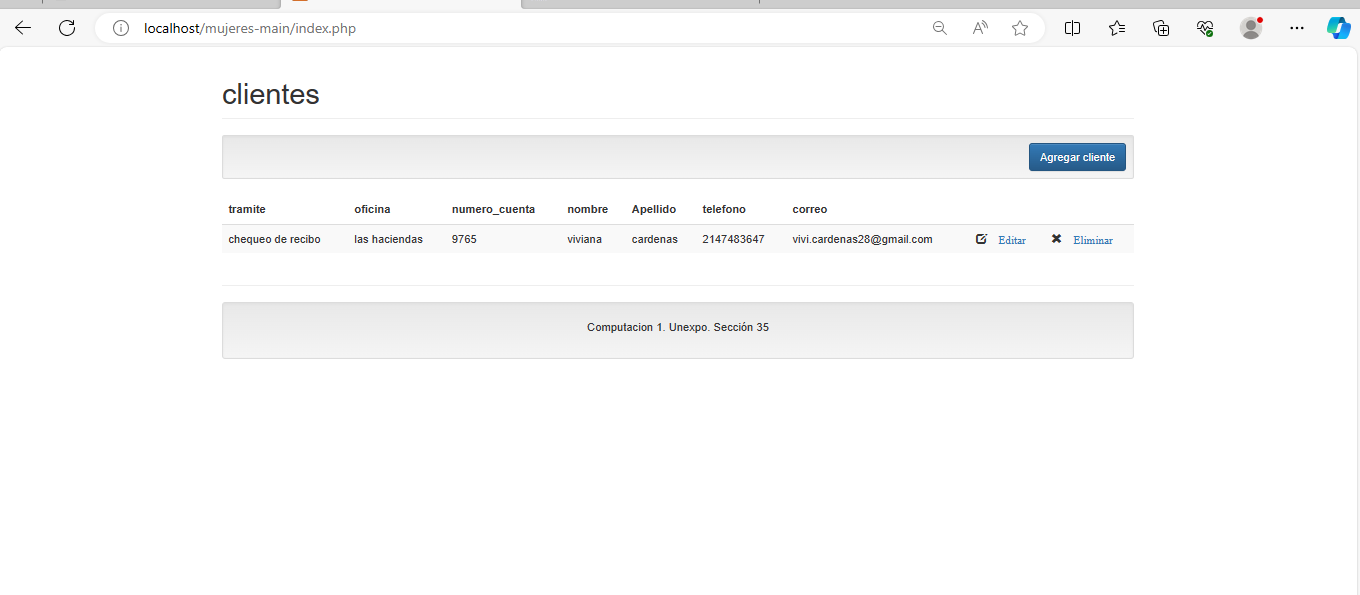 localhost/mujeres-main/index.php
clientes
Agregar cliente
tramite oficina numero_cuenta nombre Apellido telefono correo
chequeo de recibo las haciendas 9765 viviana cardenas 2147483647 vivi.cardenas28@gmail.com Editar Eliminar
Computacion 1. Unexpo. Sección 35